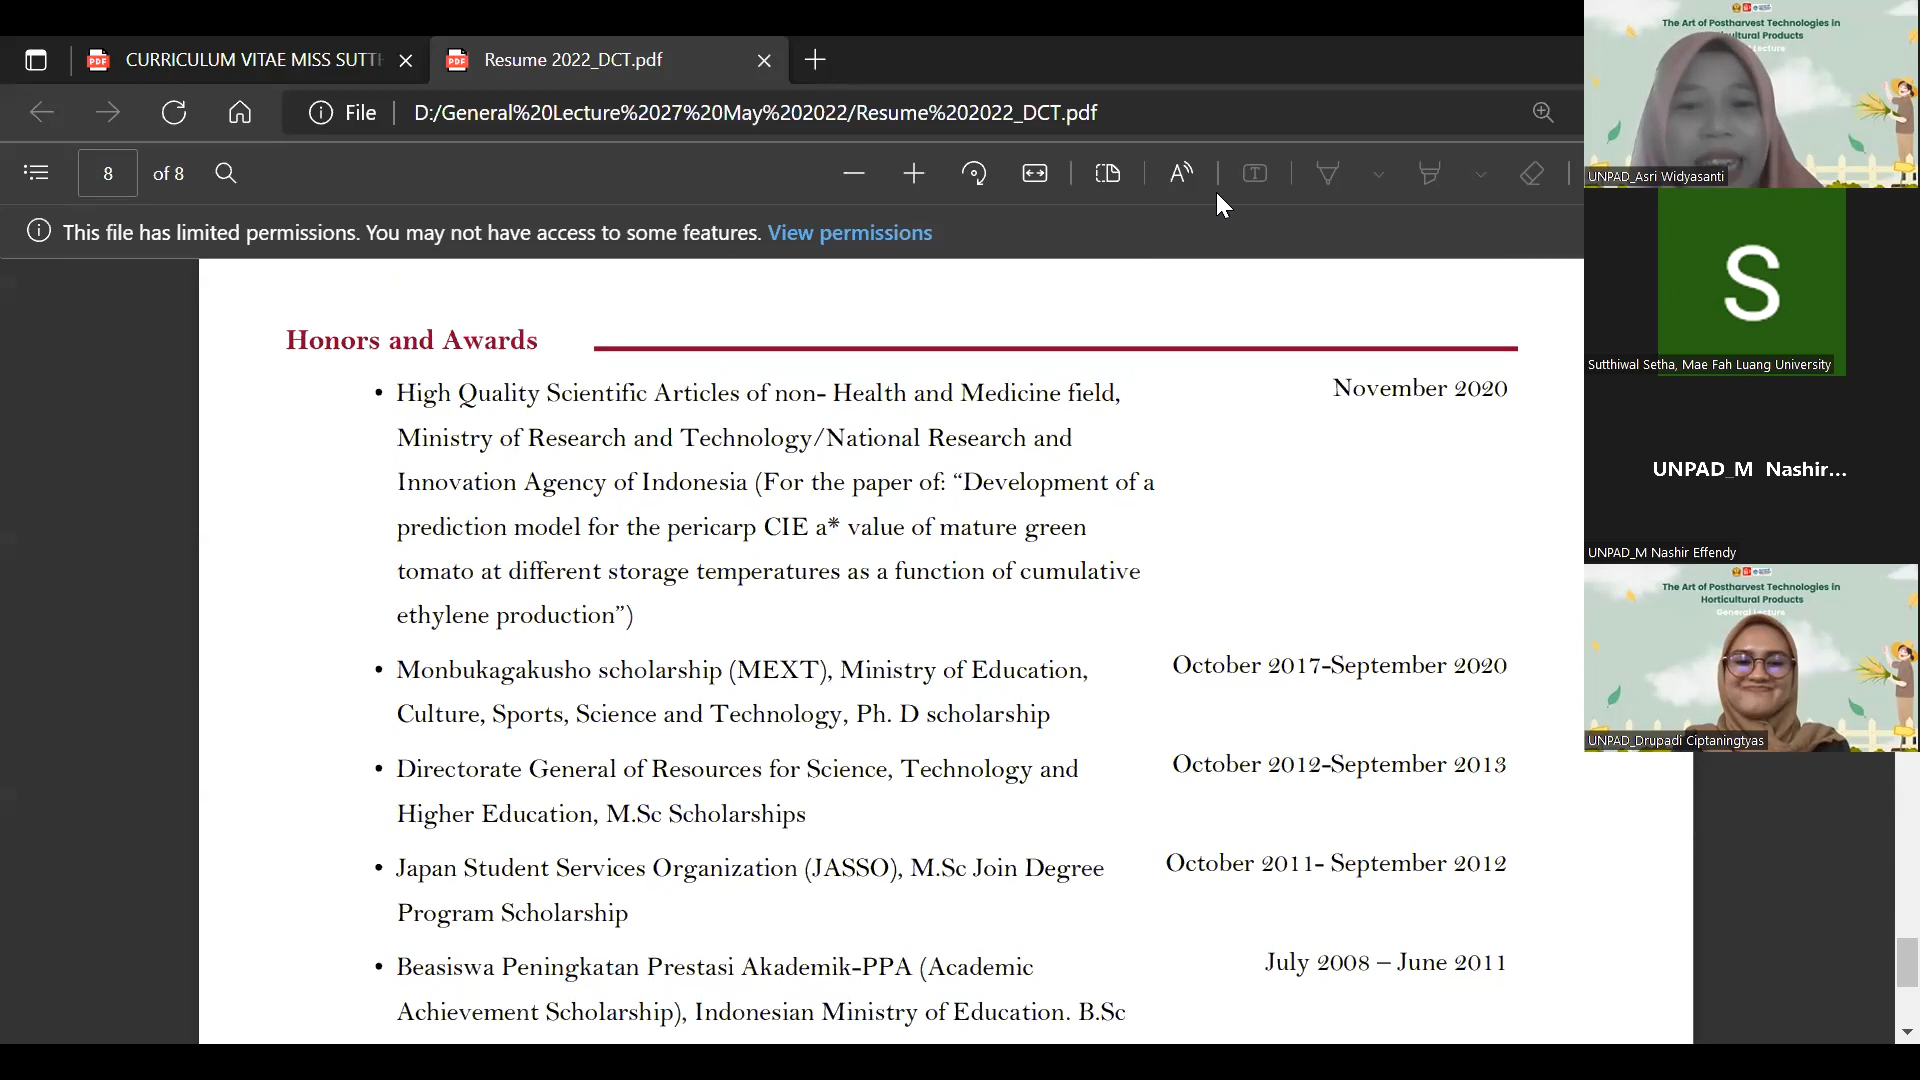 CURRICULUM VITAE MISS SUTT
Resume 2022_DCT.pdf
File
D:/General%20Lecture%2027%20May%202022/Resume%202022_DCT.pdf
8 of 8
This file has limited permissions. You may not have access to some features. View permissions
Honors and Awards
• High Quality Scientific Articles of non- Health and Medicine field, November 2020
Ministry of Research and Technology/National Research and
Innovation Agency of Indonesia (For the paper of: “Development of a
prediction model for the pericarp CIE a* value of mature green
tomato at different storage temperatures as a function of cumulative
ethylene production”)
• Monbukagakusho scholarship (MEXT), Ministry of Education, October 2017-September 2020
Culture, Sports, Science and Technology, Ph. D scholarship
• Directorate General of Resources for Science, Technology and October 2012-September 2013
Higher Education, M.Sc Scholarships
• Japan Student Services Organization (JASSO), M.Sc Join Degree October 2011- September 2012
Program Scholarship
• Beasiswa Peningkatan Prestasi Akademik-PPA (Academic July 2008 – June 2011
Achievement Scholarship), Indonesian Ministry of Education. B.Sc
The Art of Postharvest Technologies in
Products
Lecture
UNPAD_Asri Widyasanti
S
Sutthiwal Setha, Mae Fah Luang University
UNPAD_M Nashir...
UNPAD_M Nashir Effendy
The Art of Postharvest Technologies in
Horticultural Products
General Lecture
UNPAD_Drupadi Ciptaningtyas